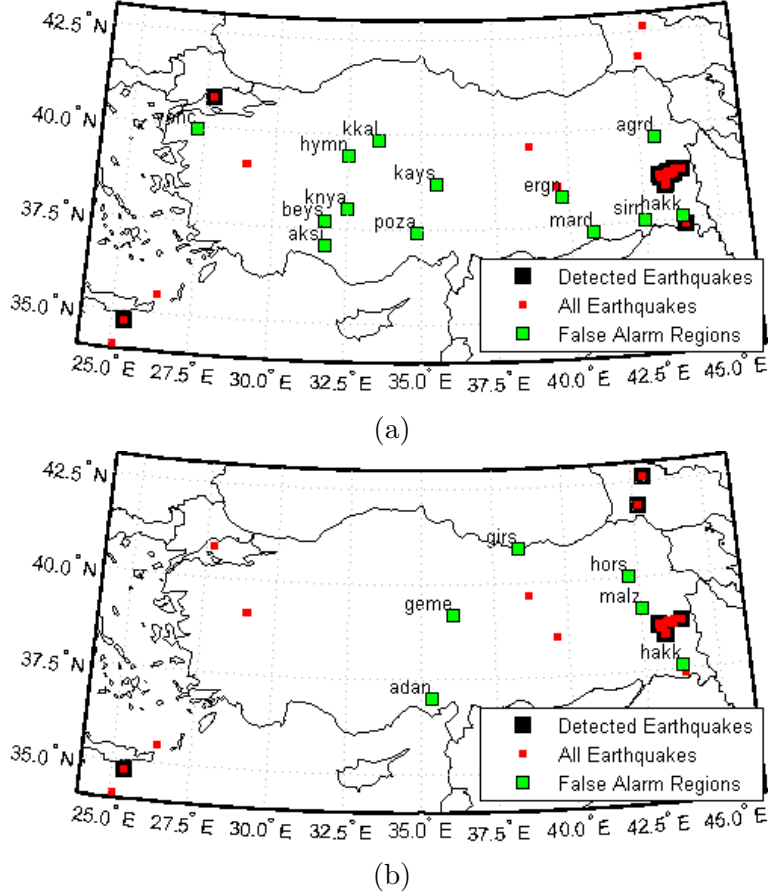 42.5° N
40.0° N
37.5° N
35.0° N
kkal
hymn
agrd
kays
ergn
knya
beys
aksi
poza
mard
sirn
hakk
Detected Earthquakes
All Earthquakes
False Alarm Regions
25.0° E 27.5° E 30.0° E 32.5° E 35.0° E 37.5° E 40.0° E 42.5° E 45.0° E
(a)
42.5° N
40.0° N
37.5° N
35.0° N
girs
hors
malz
geme
hakk
adan
Detected Earthquakes
All Earthquakes
False Alarm Regions
25.0° E 27.5° E 30.0° E 32.5° E 35.0° E 37.5° E 40.0° E 42.5° E 45.0° E
(b)